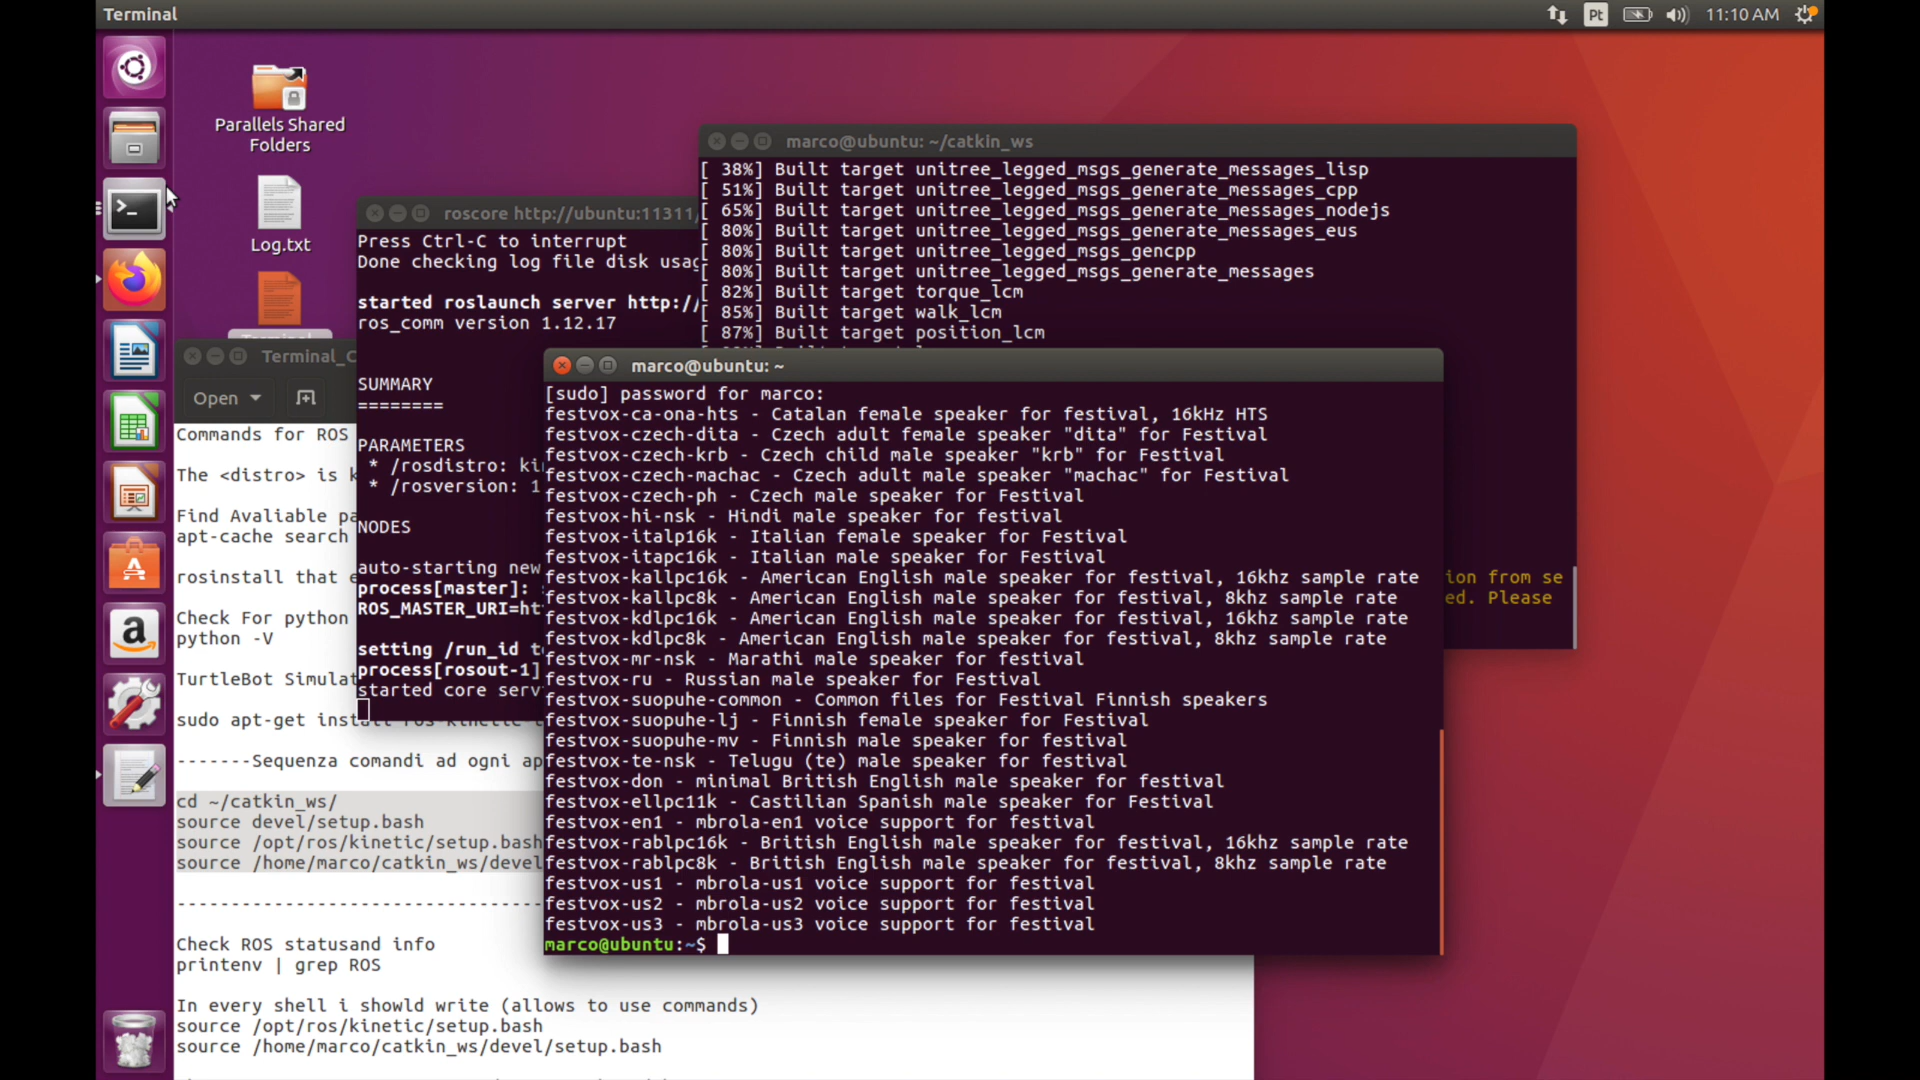 Terminal
Pt
11:10 AM
Parallels Shared
Folders
Log.txt
marco@ubuntu: ~/catkin_ws
[ 38%] Built target unitree_legged_msgs_generate_messages_lisp
[ 51%] Built target unitree_legged_msgs_generate_messages_cpp
[ 65%] Built target unitree_legged_msgs_generate_messages_nodejs
[ 80%] Built target unitree_legged_msgs_generate_messages_eus
[ 80%] Built target unitree_legged_msgs_gencpp
[ 80%] Built target unitree_legged_msgs_generate_messages
[ 82%] Built target torque_lcm
[ 85%] Built target walk_lcm
[ 87%] Built target position_lcm
ion from se
ed. Please
roscore http://ubuntu:11311/
Press Ctrl-C to interrupt
Done checking log file disk usag
started roslaunch server http://
ros_comm version 1.12.17
SUMMARY
========
PARAMETERS
* /rosdistro: kin
* /rosversion: 1
NODES
auto-starting new
process[master]:
ROS_MASTER_URI=ht
setting /run_id to
process[rosout-1]
started core serv
Terminal_C
Open
Commands for ROS
The <distro> is k
Find Avaliable pa
apt-cache search
rosinstall that e
Check For python
python -V
TurtleBot Simulat
sudo apt-get install ros-kinetic
-------Sequenza comandi ad ogni ap
cd ~/catkin_ws/
source devel/setup.bash
source /opt/ros/kinetic/setup.bash
source /home/marco/catkin_ws/devel
----------------------------------
Check ROS statusand info
printenv | grep ROS
In every shell i showld write (allows to use commands)
source /opt/ros/kinetic/setup.bash
source /home/marco/catkin_ws/devel/setup.bash
marco@ubuntu: ~
[sudo] password for marco:
festvox-ca-ona-hts - Catalan female speaker for festival, 16kHz HTS
festvox-czech-dita - Czech adult female speaker "dita" for Festival
festvox-czech-krb - Czech child male speaker "krb" for Festival
festvox-czech-machac - Czech adult male speaker "machac" for Festival
festvox-czech-ph - Czech male speaker for Festival
festvox-hi-nsk - Hindi male speaker for festival
festvox-italp16k - Italian female speaker for Festival
festvox-itapc16k - Italian male speaker for Festival
festvox-kallpc16k - American English male speaker for festival, 16khz sample rate
festvox-kallpc8k - American English male speaker for festival, 8khz sample rate
festvox-kdlpc16k - American English male speaker for festival, 16khz sample rate
festvox-kdlpc8k - American English male speaker for festival, 8khz sample rate
festvox-mr-nsk - Marathi male speaker for festival
festvox-ru - Russian male speaker for Festival
festvox-suopuhe-common - Common files for Festival Finnish speakers
festvox-suopuhe-lj - Finnish female speaker for Festival
festvox-suopuhe-mv - Finnish male speaker for festival
festvox-te-nsk - Telugu (te) male speaker for festival
festvox-don - minimal British English male speaker for festival
festvox-ellpc11k - Castilian Spanish male speaker for Festival
festvox-en1 - mbrola-en1 voice support for festival
festvox-rablpc16k - British English male speaker for festival, 16khz sample rate
festvox-rablpc8k - British English male speaker for festival, 8khz sample rate
festvox-us1 - mbrola-us1 voice support for festival
festvox-us2 - mbrola-us2 voice support for festival
festvox-us3 - mbrola-us3 voice support for festival
marco@ubuntu:~$